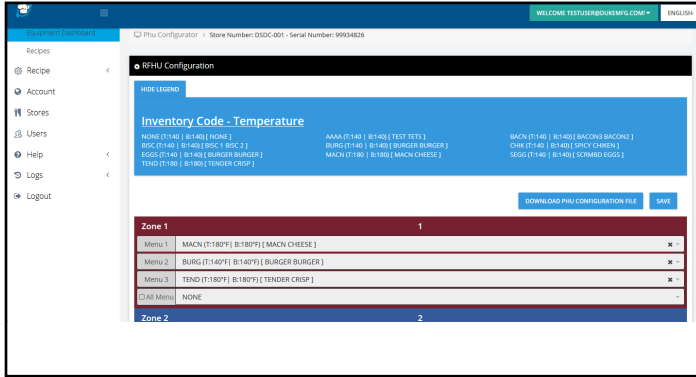 WELCOME TESTUSER@DUKEMFG.COM!
ENGLISH-
Equipment Dashboard
Phu Configurator > Store Number: DSDC-001 - Serial Number: 99934826
Recipes
Recipe
Account
Stores
Users
Help
Logs
Logout
RFHU Configuration
HIDE LEGEND
Inventory Code - Temperature
NONE (T:140 | B:140) [ NONE ]
AAAA (T:140 | B:140) [ TEST TETS ]
BACN (T:140 | B:140) [ BACON3 BACON2 ]
BISC (T:140 | B:140) [ BISC 1 BISC 2 ]
BURG (T:140 | B:140) [ BURGER BURGER ]
CHIK (T:140 | B:140) [ SPICY CHIKEN ]
EGGS (T:140 | B:140) [ BURGER BURGER ]
MACN (T:180 | B:180) [ MACN CHEESE ]
SEGG (T:140 | B:140) [ SCRMBD EGGS ]
TEND (T:180 | B:180) [ TENDER CRISP ]
DOWNLOAD PHU CONFIGURATION FILE
SAVE
Zone 1
1
Menu 1 MACN (T:180°F| B:180°F) [ MACN CHEESE ]
Menu 2 BURG (T:140°F| B:140°F) [ BURGER BURGER ]
Menu 3 TEND (T:180°F| B:180°F) [ TENDER CRISP ]
All Menu NONE
Zone 2
2